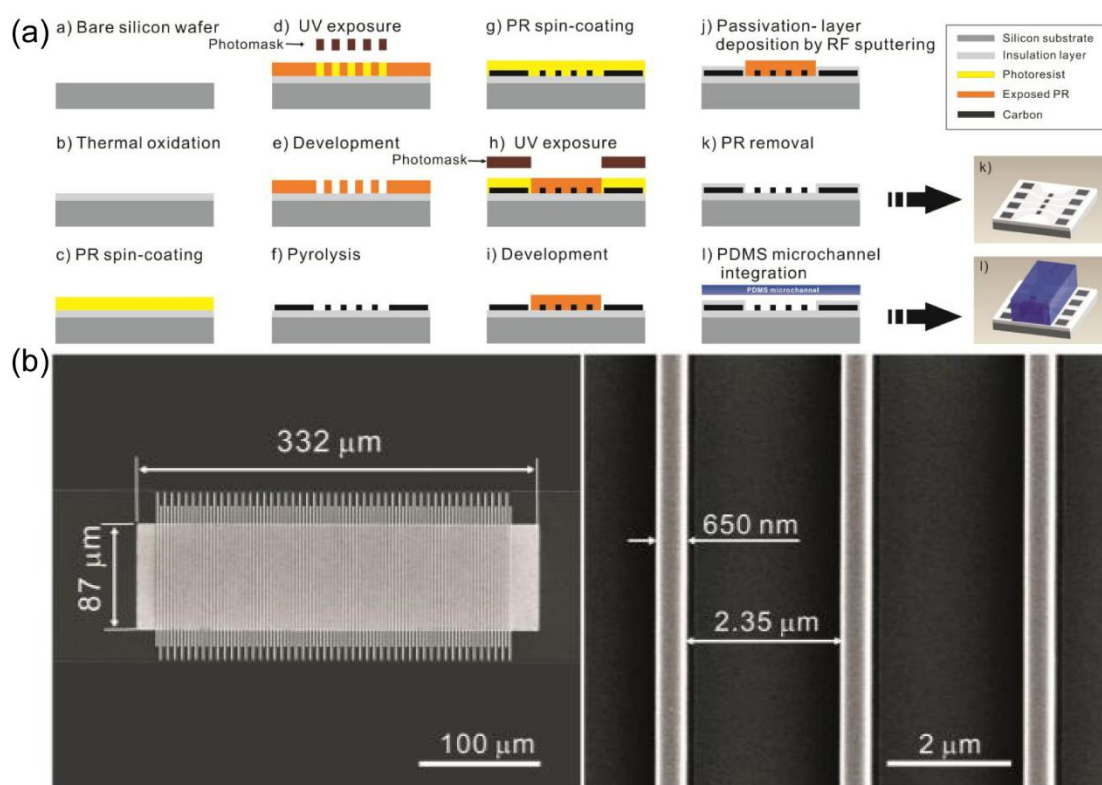 (a)
a) Bare silicon wafer
d) UV exposure
Photomask
g) PR spin-coating
j) Passivation- layer
deposition by RF sputtering
Silicon substrate
Insulation layer
Photoresist
Exposed PR
Carbon
b) Thermal oxidation
e) Development
h) UV exposure
Photomask
k) PR removal
k)
c) PR spin-coating
f) Pyrolysis
i) Development
l) PDMS microchannel
integration
PDMS microchannel
l)
(b)
332 μm
87 μm
100 μm
650 nm
2.35 μm
2 μm